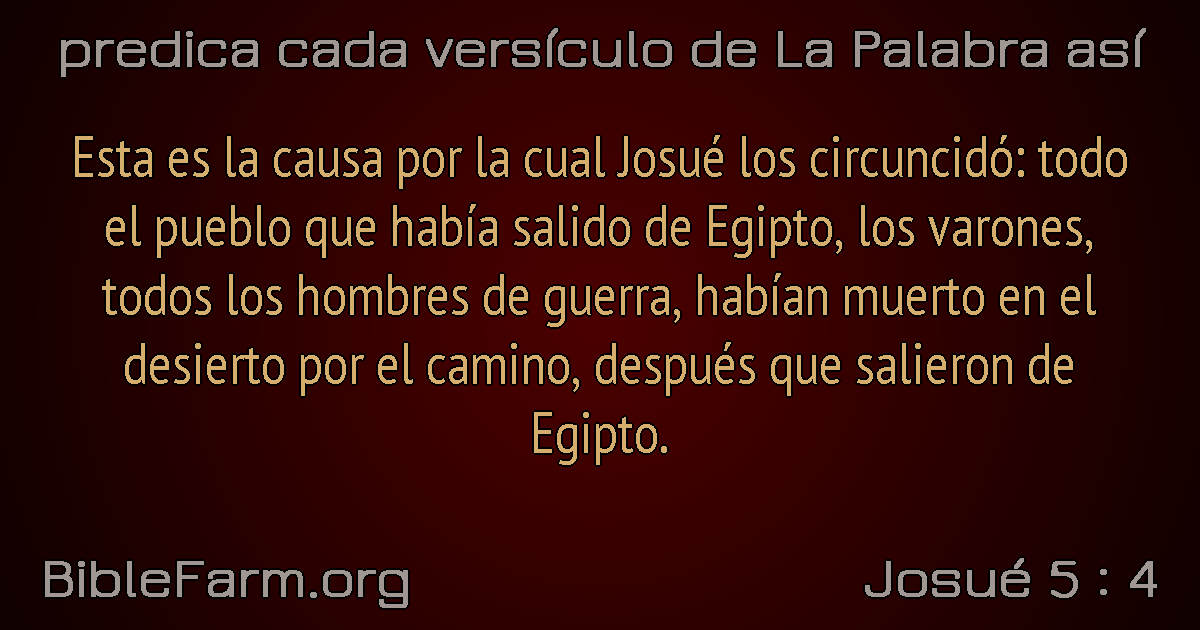 predica cada versículo de La Palabra así
Esta es la causa por la cual Josué los circuncidó: todo
el pueblo que había salido de Egipto, los varones,
todos los hombres de guerra, habían muerto en el
desierto por el camino, después que salieron de
Egipto.
BibleFarm.org
Josué 5 : 4